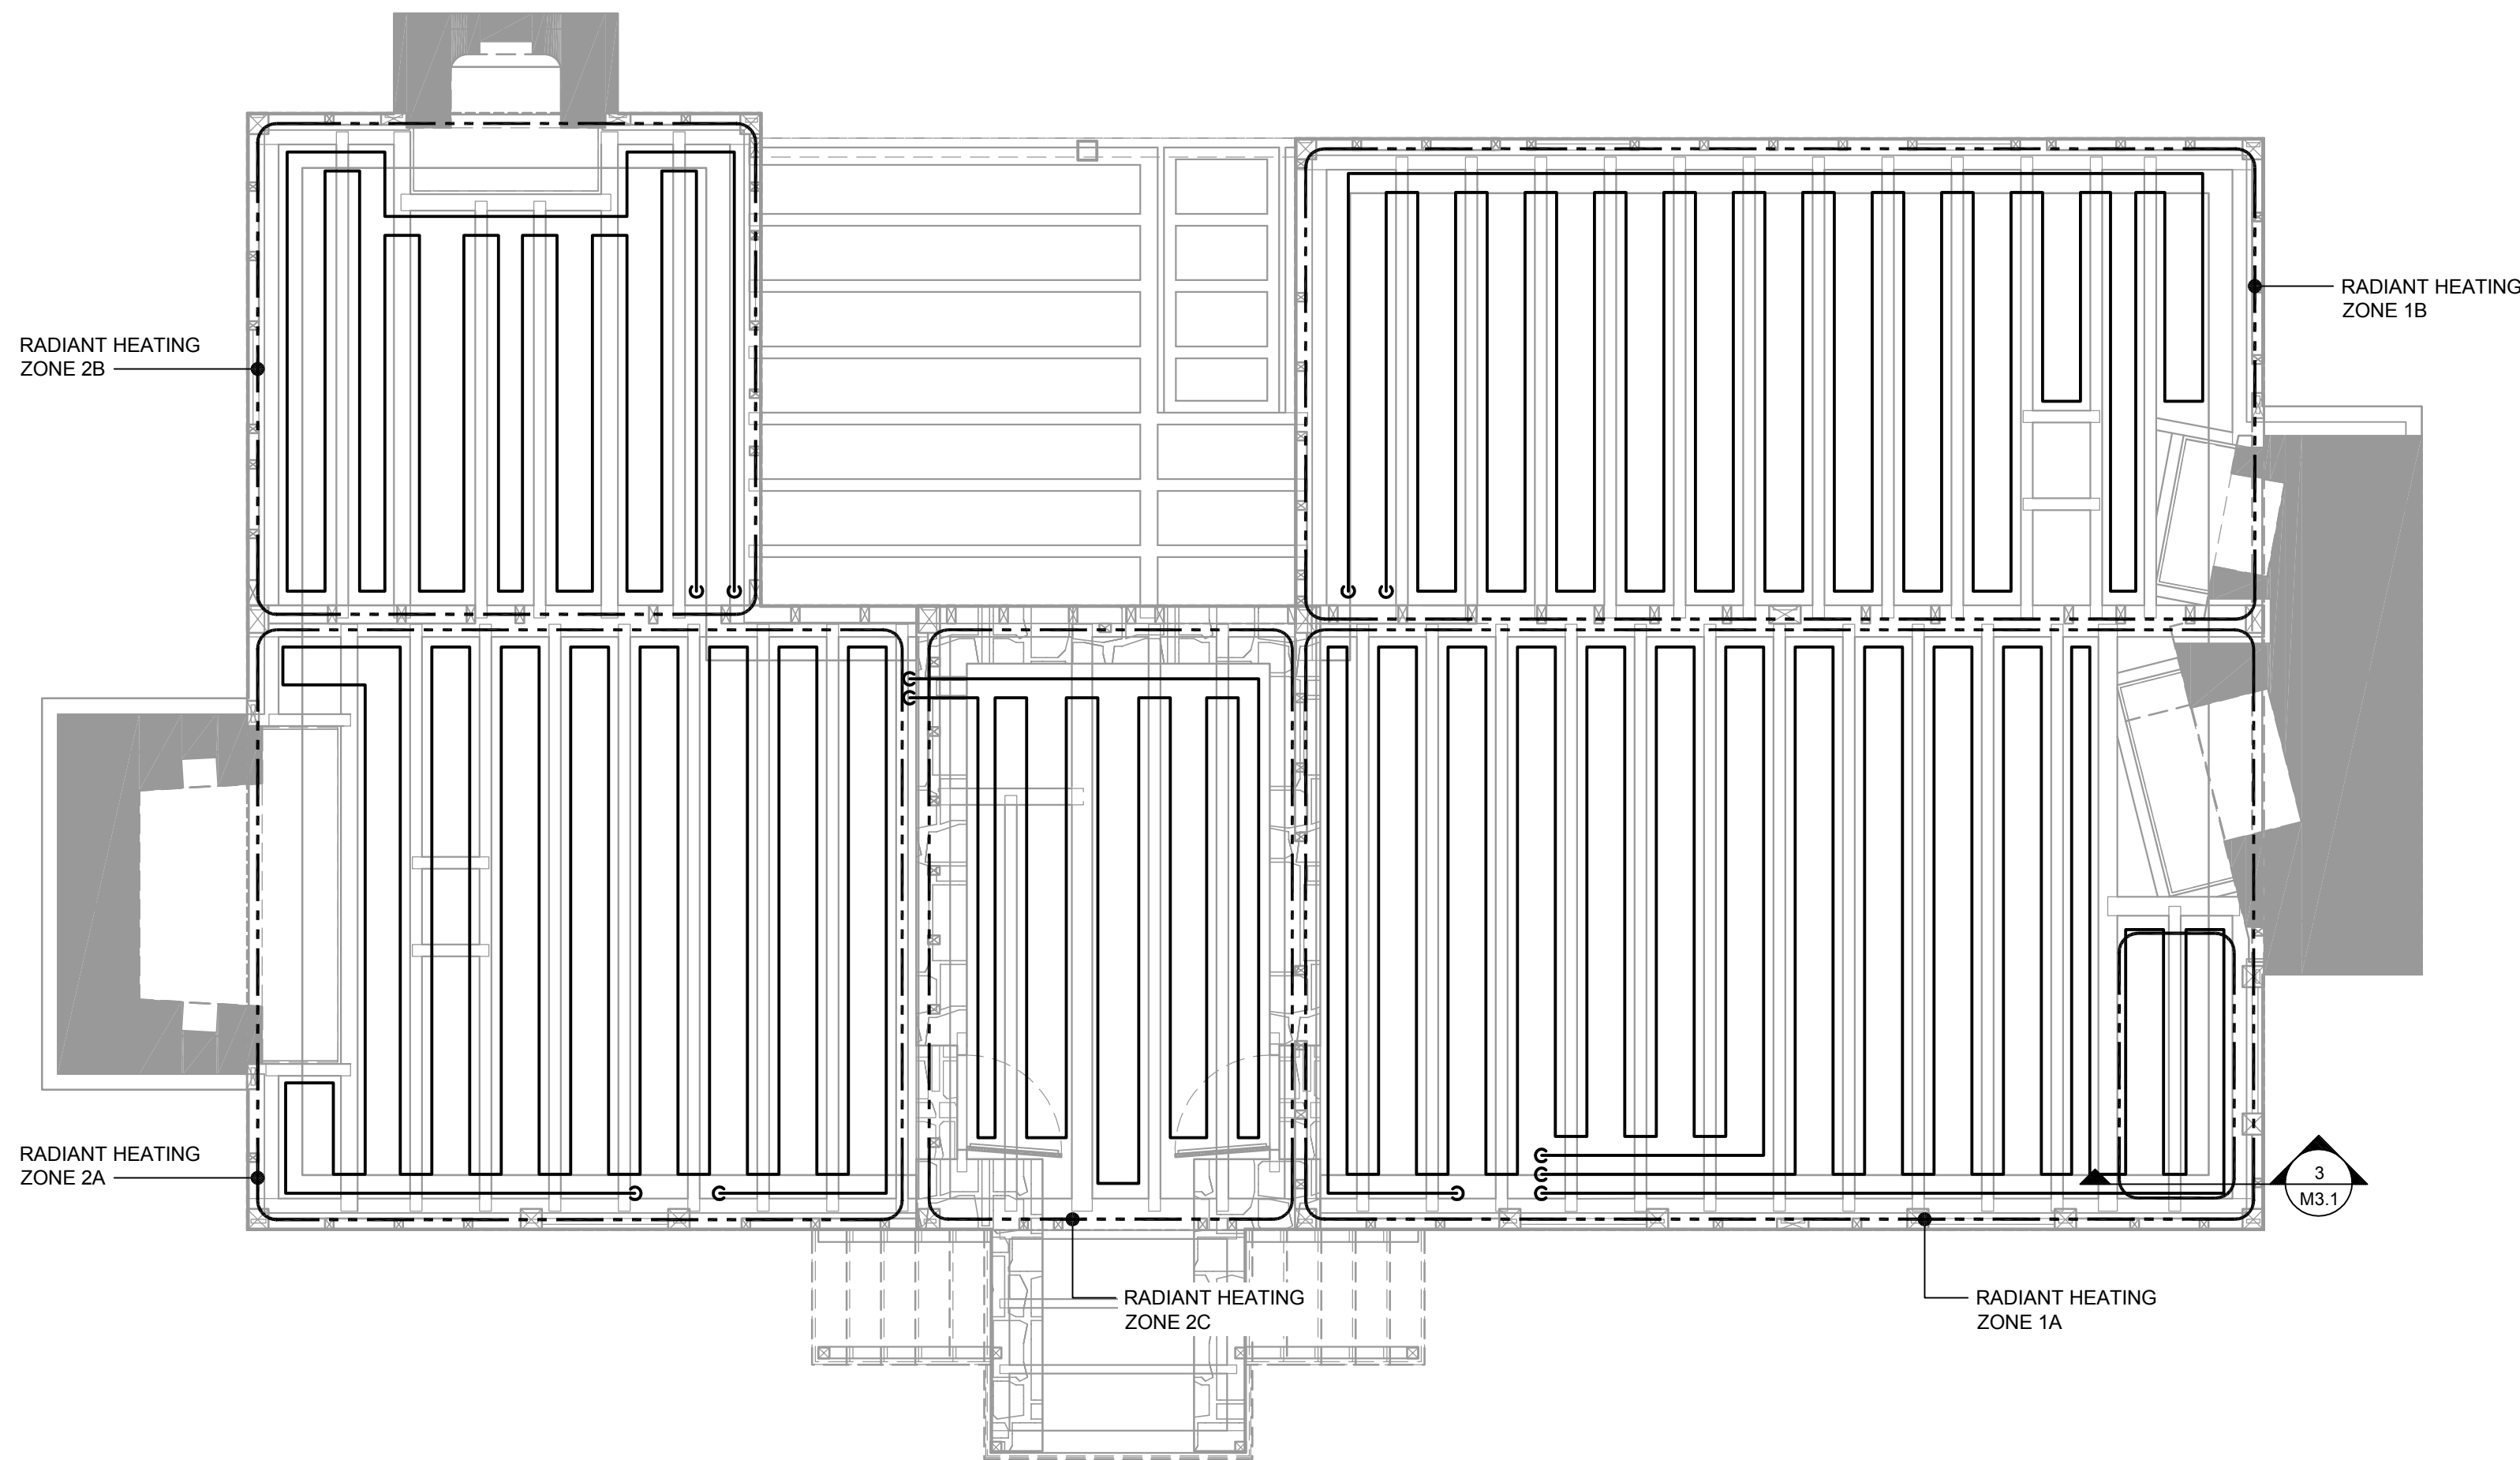 RADIANT HEATING
ZONE 1B
RADIANT HEATING
ZONE 2B
RADIANT HEATING
ZONE 2A
3
M3.1
RADIANT HEATING
ZONE 2C
RADIANT HEATING
ZONE 1A